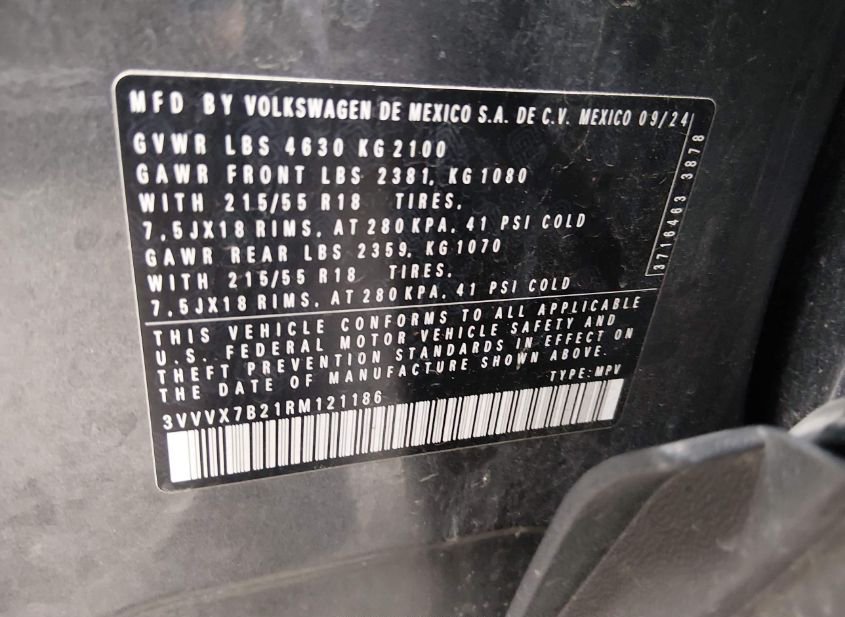 MFD BY VOLKSWAGEN DE MEXICO S.A. DE C.V. MEXICO 09/24
GVWR LBS 4630 KG 2100
GAWR FRONT LBS 2381, KG 1080
WITH 215/55 R18 TIRES,
7,5JX18 RIMS, AT 280 KPA, 41 PSI COLD
GAWR REAR LBS 2359, KG 1070
WITH 215/55 R18 TIRES,
7,5JX18 RIMS, AT 280 KPA, 41 PSI COLD
3716463 3878
THIS VEHICLE CONFORMS TO ALL APPLICABLE
U.S. FEDERAL MOTOR VEHICLE SAFETY AND
THEFT PREVENTION STANDARDS IN EFFECT ON
THE DATE OF MANUFACTURE SHOWN ABOVE.
TYPE: MPV
3VVVX7B21RM121186